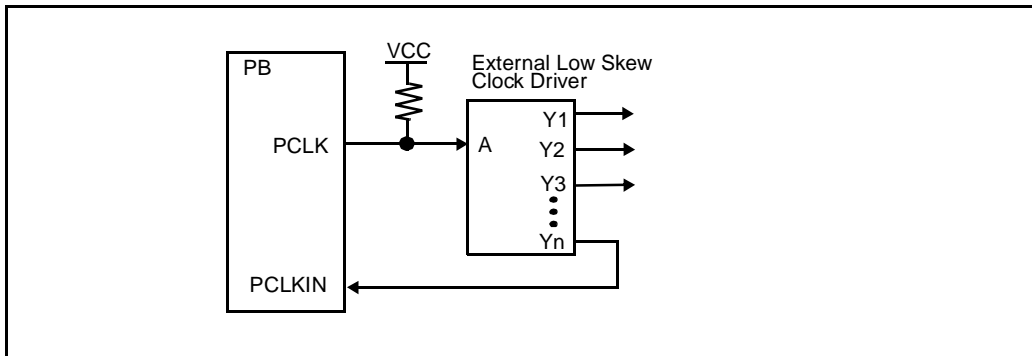 PB
VCC
External Low Skew
Clock Driver
PCLK
A
Y1
Y2
Y3
Yn
PCLKIN